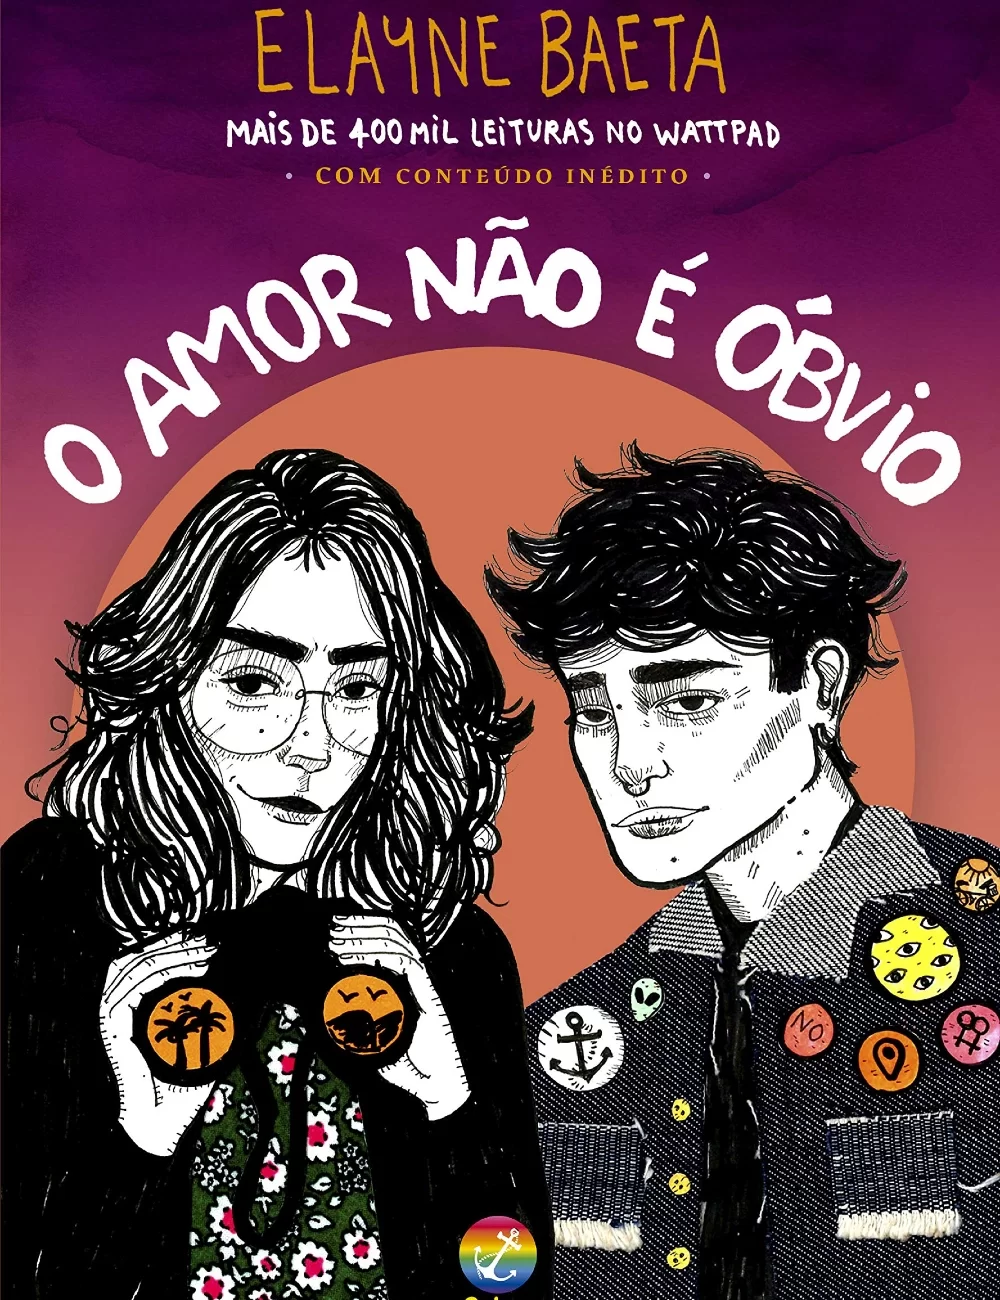 ELAYNE BAETA
MAIS DE 400 MIL LEITURAS NO WATTPAD
• COM CONTEÚDO INÉDITO •
O AMOR NÃO É ÓBVIO
NO.